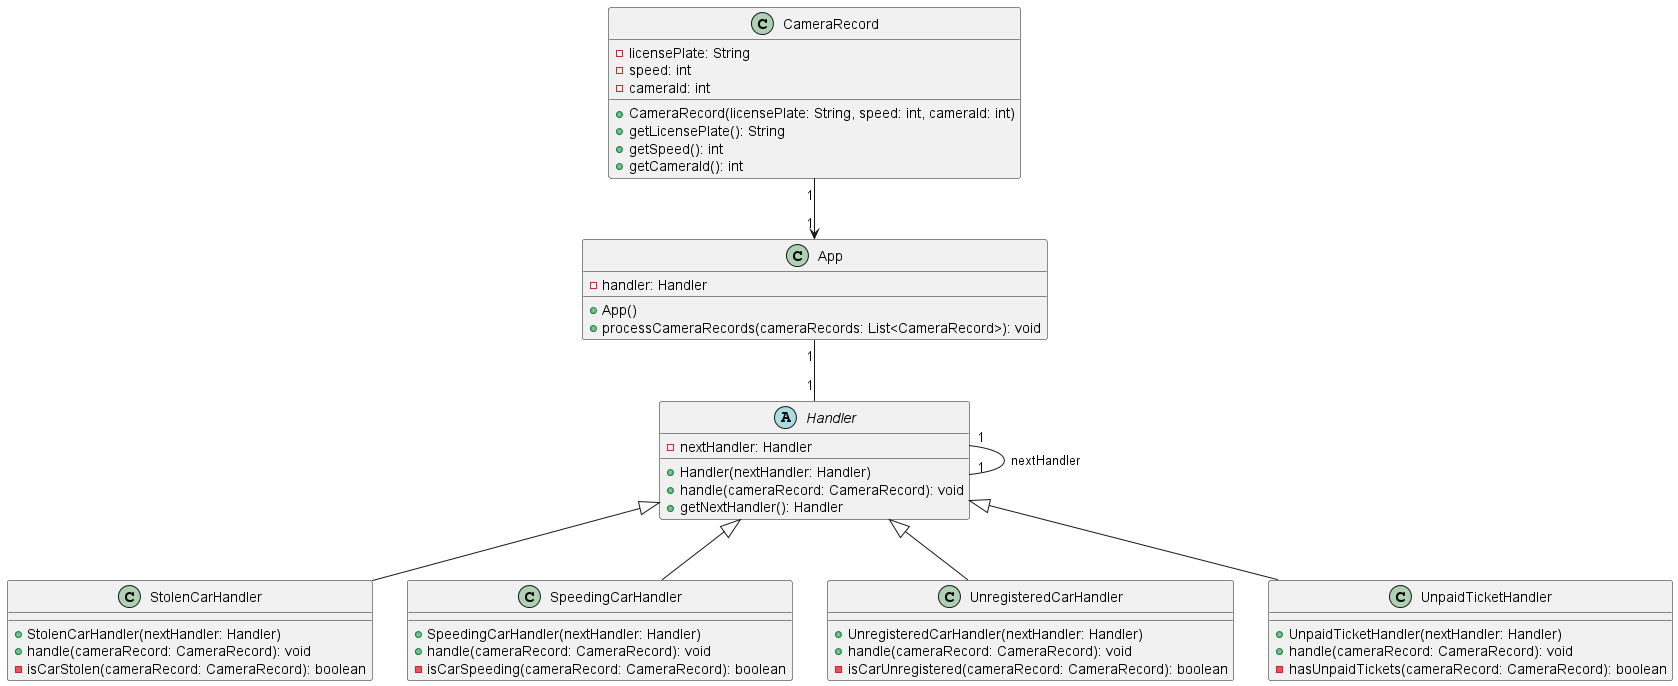 C CameraRecord
licensePlate: String
speed: int
cameraId: int
CameraRecord(licensePlate: String, speed: int, cameraId: int)
getLicensePlate(): String
getSpeed(): int
getCameraId(): int
1
1
C App
handler: Handler
App()
processCameraRecords(cameraRecords: List<CameraRecord>): void
1
1
A Handler
nextHandler: Handler
Handler(nextHandler: Handler)
handle(cameraRecord: CameraRecord): void
getNextHandler(): Handler
1
1
nextHandler
C StolenCarHandler
StolenCarHandler(nextHandler: Handler)
handle(cameraRecord: CameraRecord): void
isCarStolen(cameraRecord: CameraRecord): boolean
C SpeedingCarHandler
SpeedingCarHandler(nextHandler: Handler)
handle(cameraRecord: CameraRecord): void
isCarSpeeding(cameraRecord: CameraRecord): boolean
C UnregisteredCarHandler
UnregisteredCarHandler(nextHandler: Handler)
handle(cameraRecord: CameraRecord): void
isCarUnregistered(cameraRecord: CameraRecord): boolean
C UnpaidTicketHandler
UnpaidTicketHandler(nextHandler: Handler)
handle(cameraRecord: CameraRecord): void
hasUnpaidTickets(cameraRecord: CameraRecord): boolean